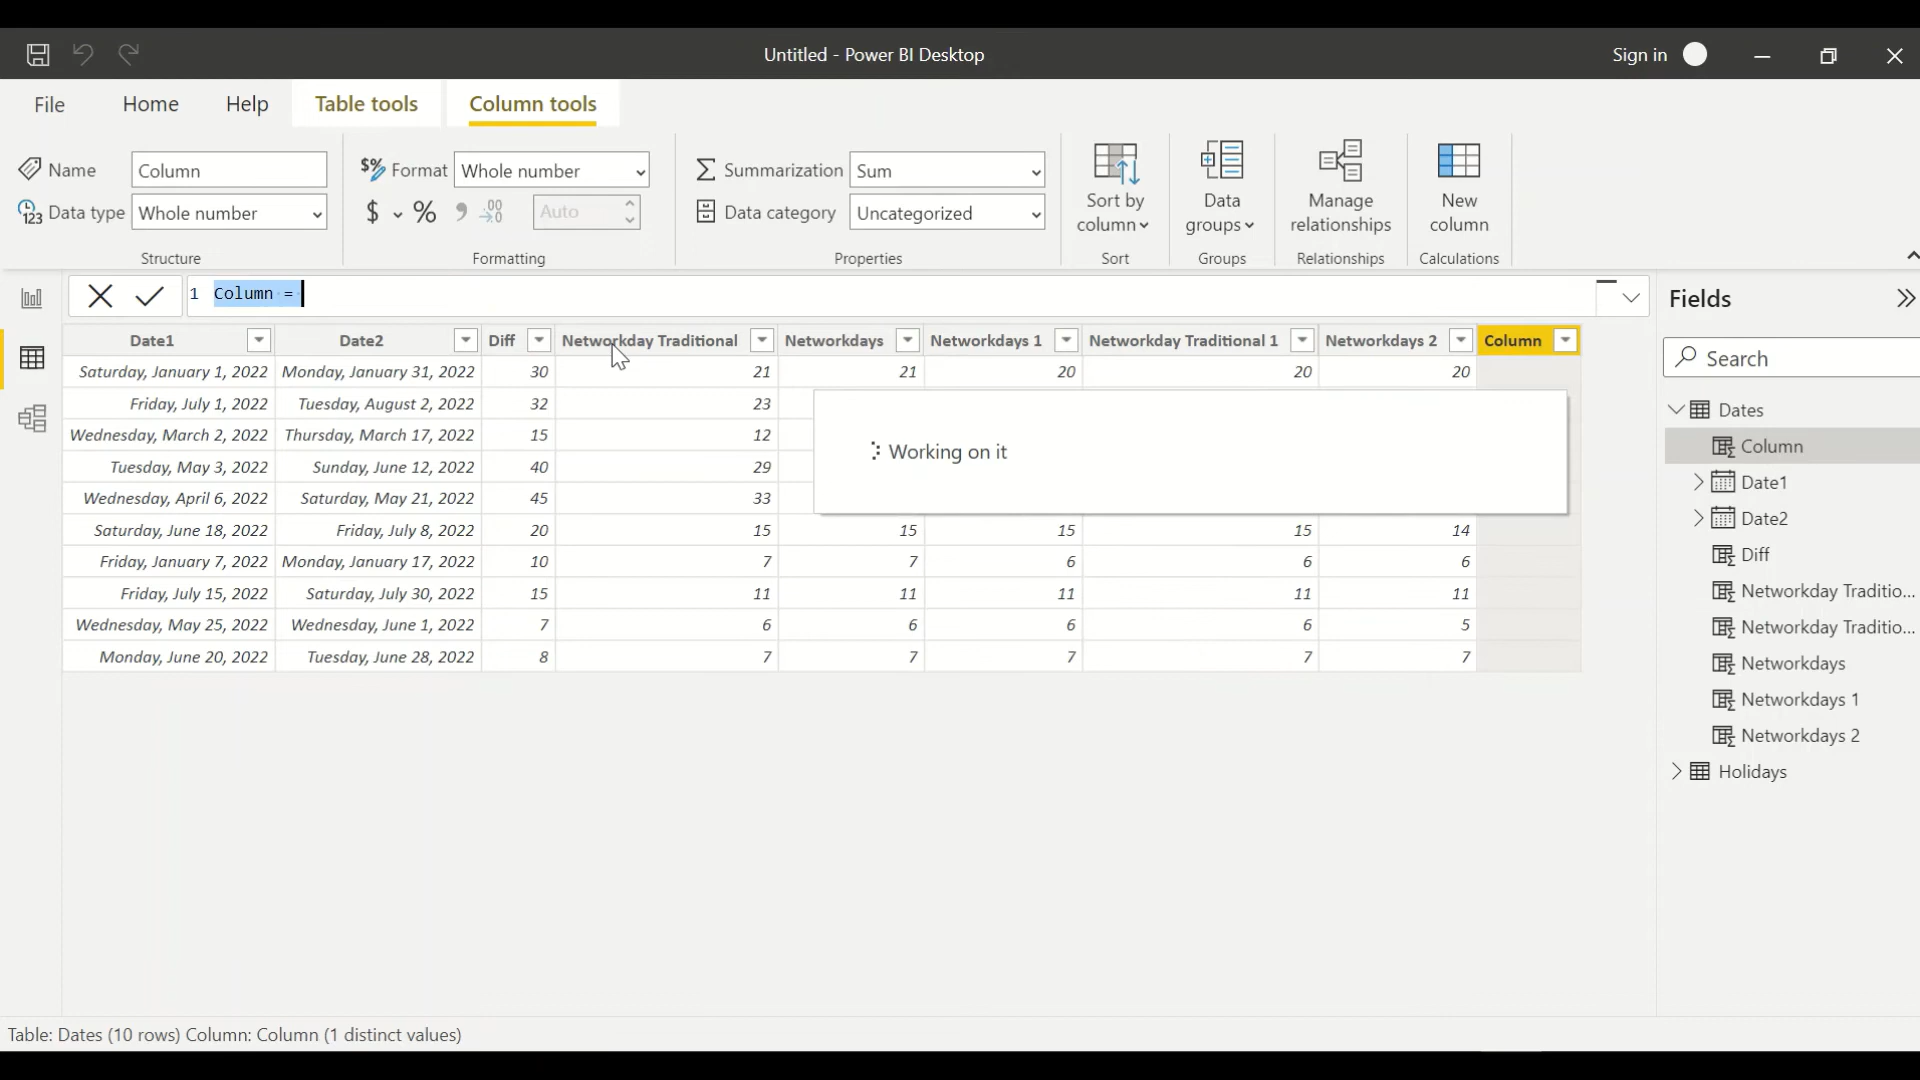 Untitled - Power BI Desktop
Sign in
File Home Help Table tools Column tools
Name Column
Data type Whole number
Structure
Format Whole number
$ % Auto
Formatting
Summarization Sum
Data category Uncategorized
Properties
Sort by
column
Sort
Data
groups
Groups
Manage
relationships
Relationships
New
column
Calculations
1 Column =
Date1 Date2 Diff Networkday Traditional Networkdays Networkdays 1 Networkday Traditional 1 Networkdays 2 Column
Saturday, January 1, 2022 Monday, January 31, 2022 30 21 21 20 20 20
Friday, July 1, 2022 Tuesday, August 2, 2022 32 23
Wednesday, March 2, 2022 Thursday, March 17, 2022 15 12
Tuesday, May 3, 2022 Sunday, June 12, 2022 40 29
Wednesday, April 6, 2022 Saturday, May 21, 2022 45 33
Working on it
Saturday, June 18, 2022 Friday, July 8, 2022 20 15 15 15 15 14
Friday, January 7, 2022 Monday, January 17, 2022 10 7 7 6 6 6
Friday, July 15, 2022 Saturday, July 30, 2022 15 11 11 11 11 11
Wednesday, May 25, 2022 Wednesday, June 1, 2022 7 6 6 6 6 5
Monday, June 20, 2022 Tuesday, June 28, 2022 8 7 7 7 7 7
Fields
Search
Dates
Column
Date1
Date2
Diff
Networkday Traditio...
Networkday Traditio...
Networkdays
Networkdays 1
Networkdays 2
Holidays
Table: Dates (10 rows) Column: Column (1 distinct values)